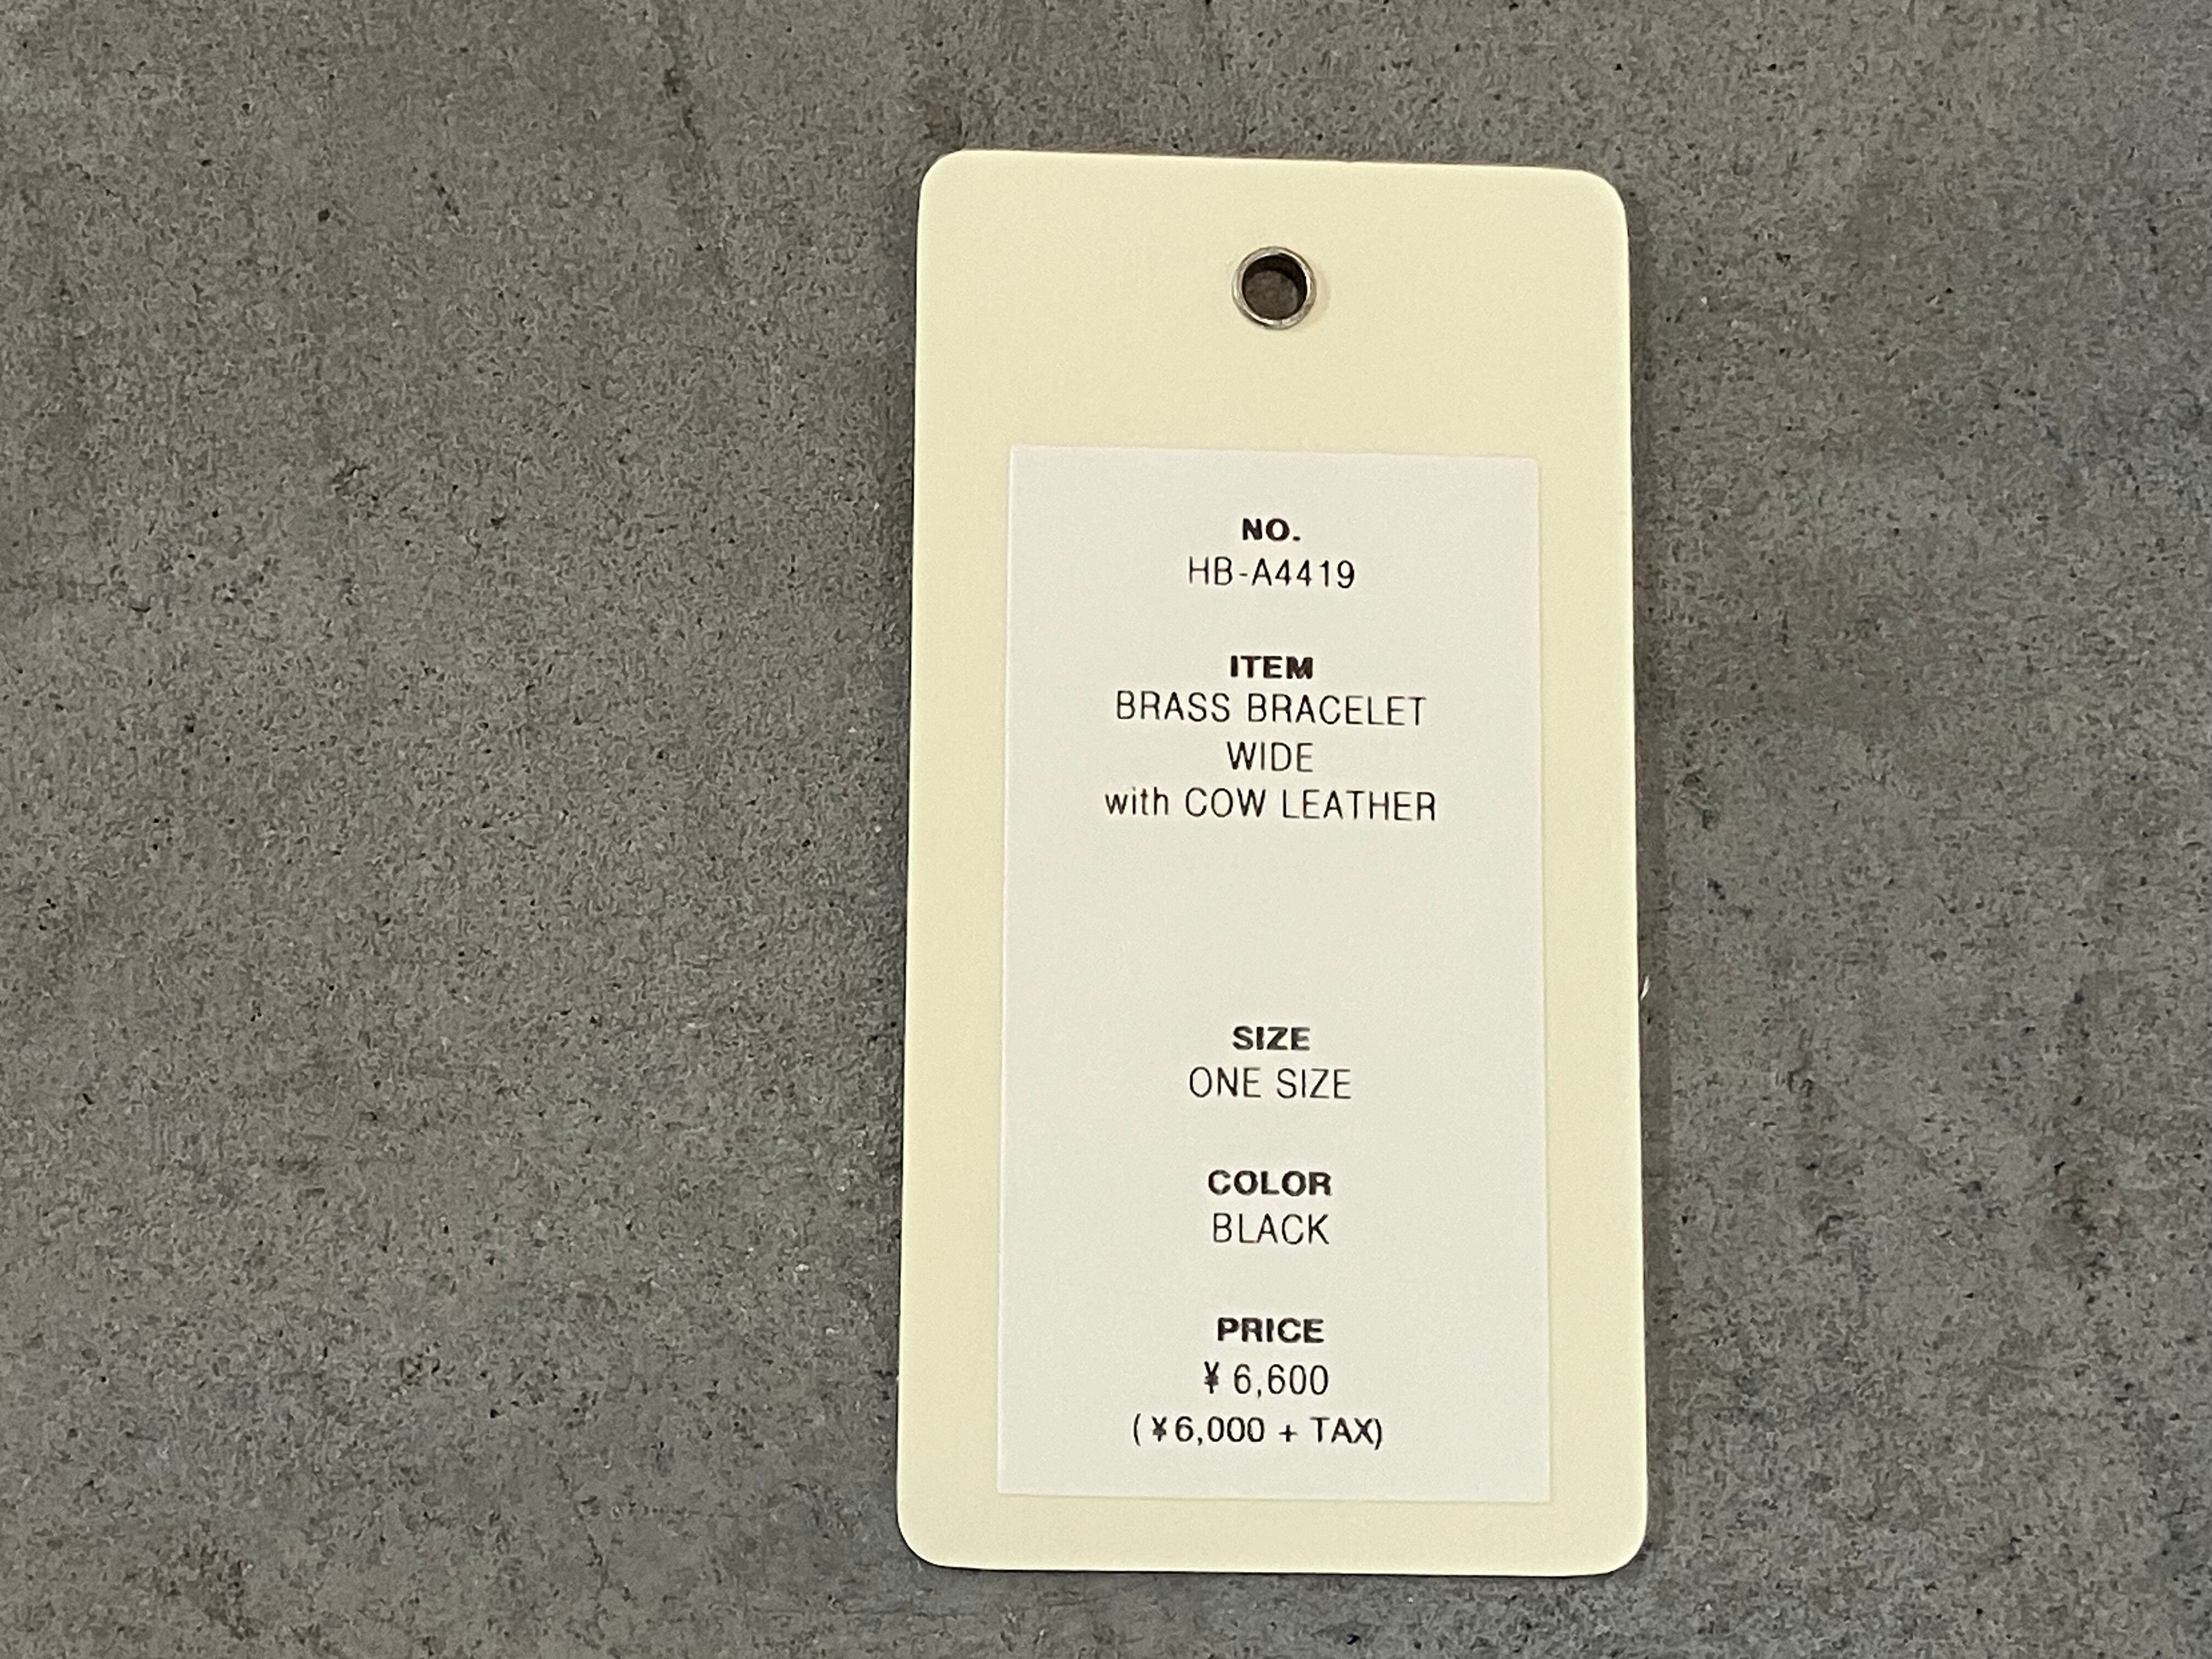 NO.
HB-A4419
ITEM
BRASS BRACELET
WIDE
with COW LEATHER
SIZE
ONE SIZE
COLOR
BLACK
PRICE
¥ 6,600
(¥6,000 + TAX)